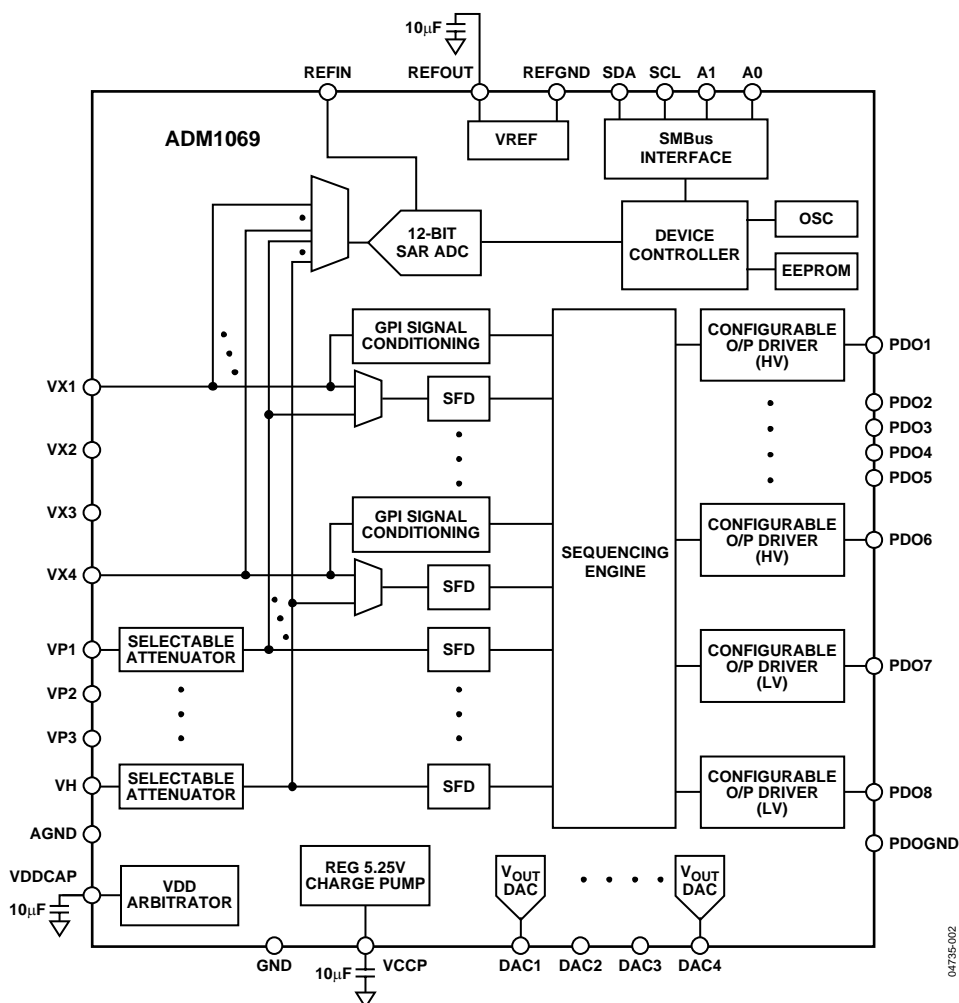 10μF
REFIN
REFOUT
REFGND
SDA
SCL
A1
A0
ADM1069
VREF
SMBus
INTERFACE
12-BIT
SAR ADC
DEVICE
CONTROLLER
OSC
EEPROM
GPI SIGNAL
CONDITIONING
CONFIGURABLE
O/P DRIVER
(HV)
PDO1
VX1
SFD
PDO2
PDO3
PDO4
PDO5
VX2
VX3
GPI SIGNAL
CONDITIONING
SEQUENCING
ENGINE
CONFIGURABLE
O/P DRIVER
(HV)
PDO6
VX4
SFD
VP1
SELECTABLE
ATTENUATOR
SFD
CONFIGURABLE
O/P DRIVER
(LV)
PDO7
VP2
VP3
VH
SELECTABLE
ATTENUATOR
SFD
CONFIGURABLE
O/P DRIVER
(LV)
PDO8
AGND
PDOGND
VDDCAP
10μF
VDD
ARBITRATOR
REG 5.25V
CHARGE PUMP
VOUT
DAC
VOUT
DAC
GND
10μF
VCCP
DAC1
DAC2
DAC3
DAC4
04735-002